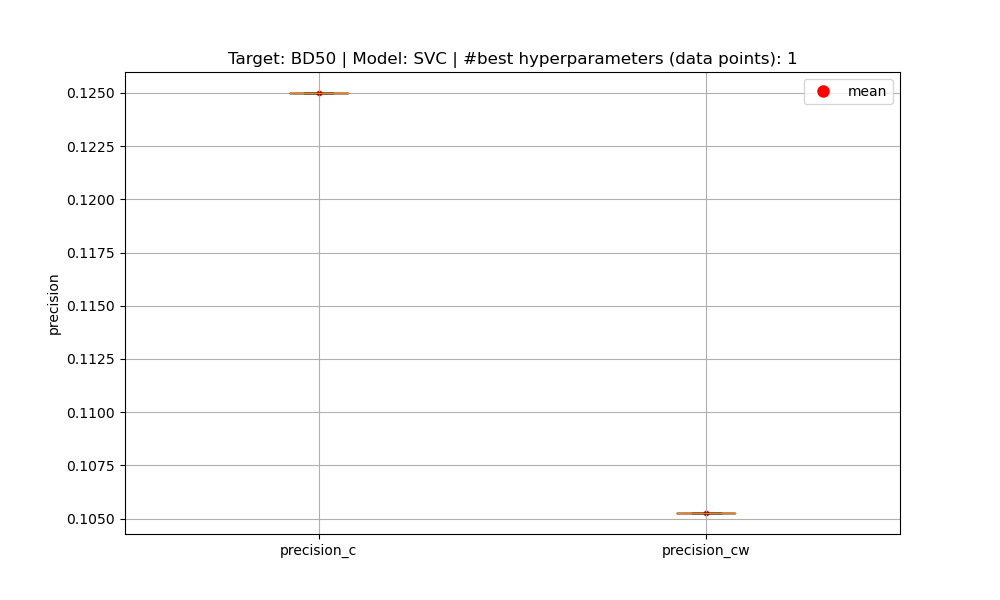 Target: BD50 | Model: SVC | #best hyperparameters (data points): 1
mean
0.1250
0.1225
0.1200
0.1175
0.1150
0.1125
0.1100
0.1075
0.1050
precision
precision_c
precision_cw